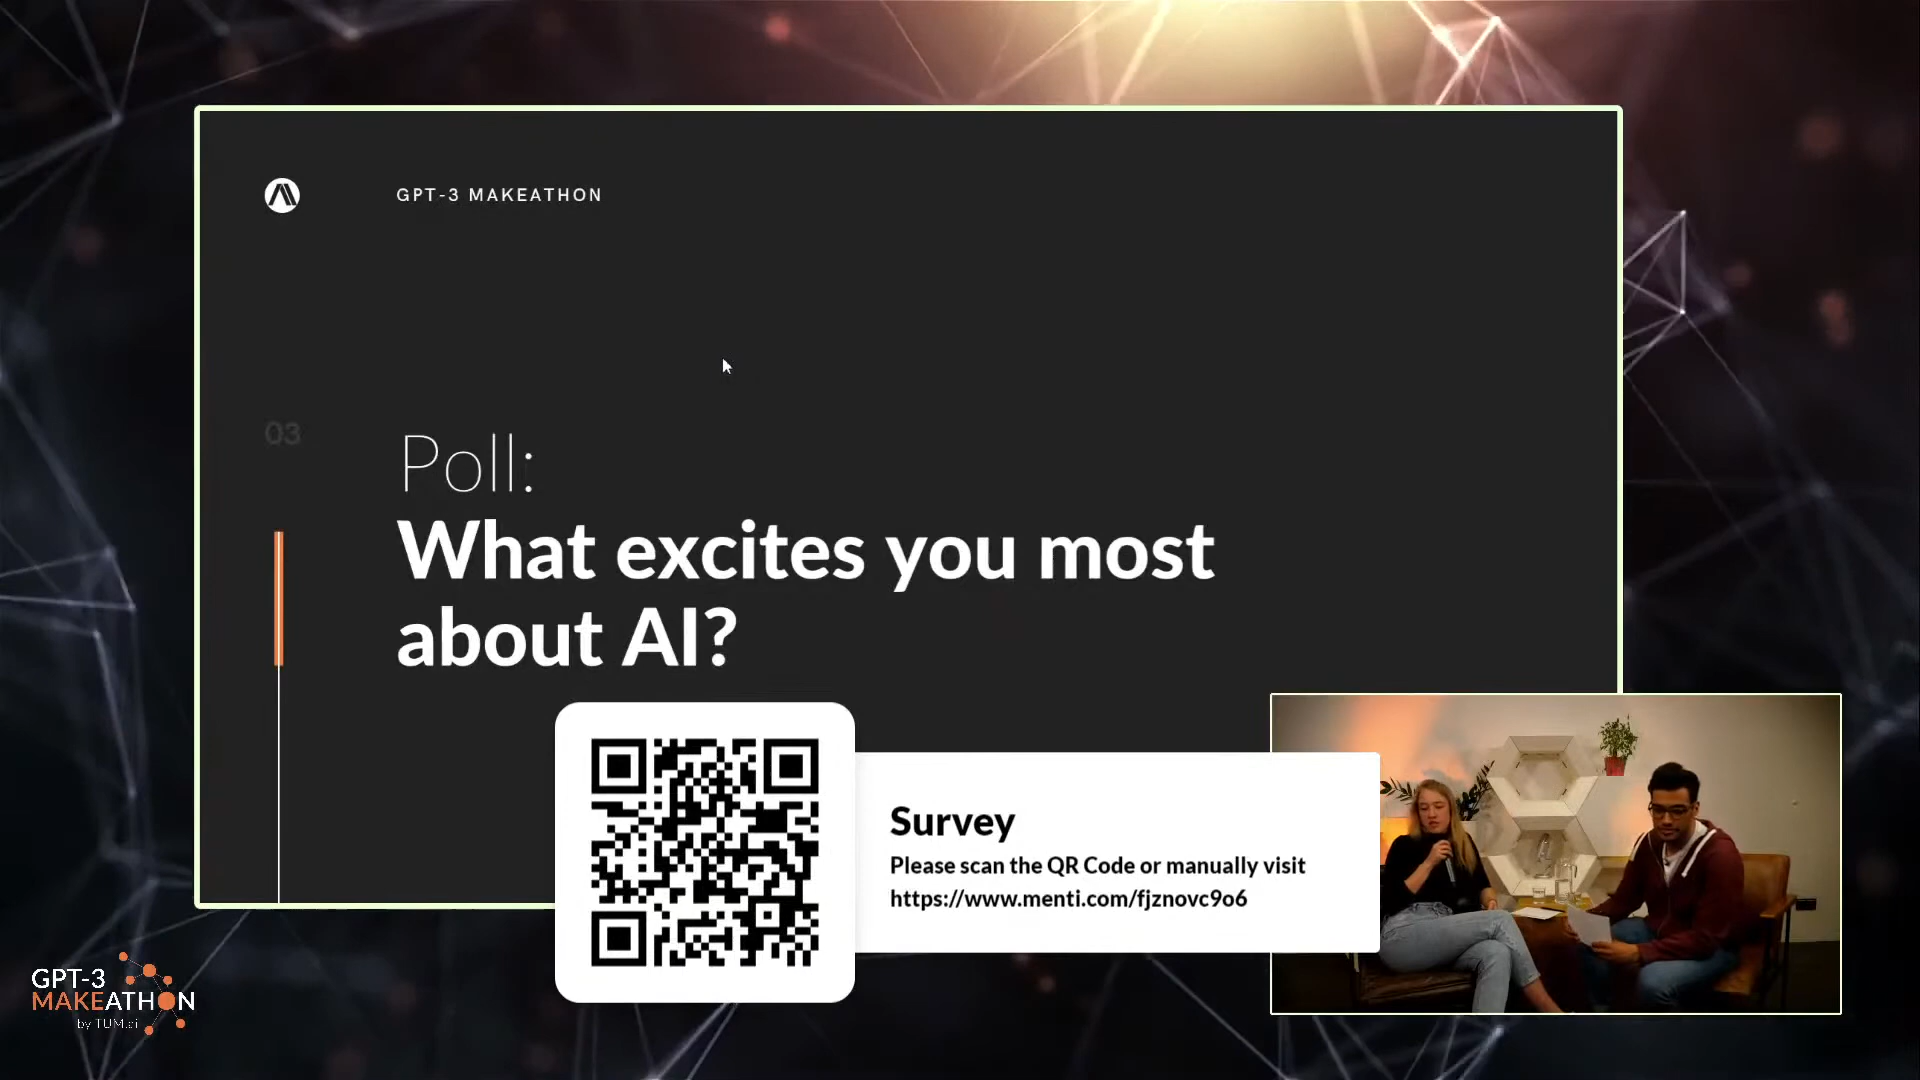 GPT-3 MAKEATHON
03
Poll:
What excites you most
about AI?
Survey
Please scan the QR Code or manually visit
https://www.menti.com/fjznovc9o6
GPT-3
MAKEATHON
by TUM.ai